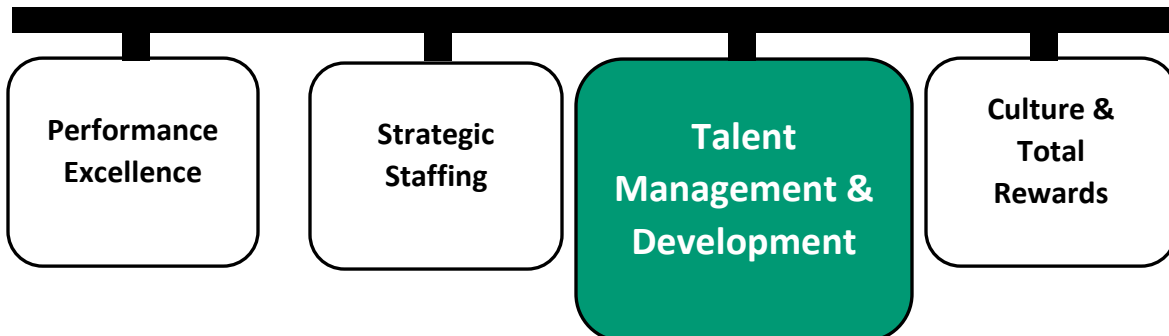 Performance
Excellence
Strategic
Staffing
Talent
Management &
Development
Culture &
Total
Rewards